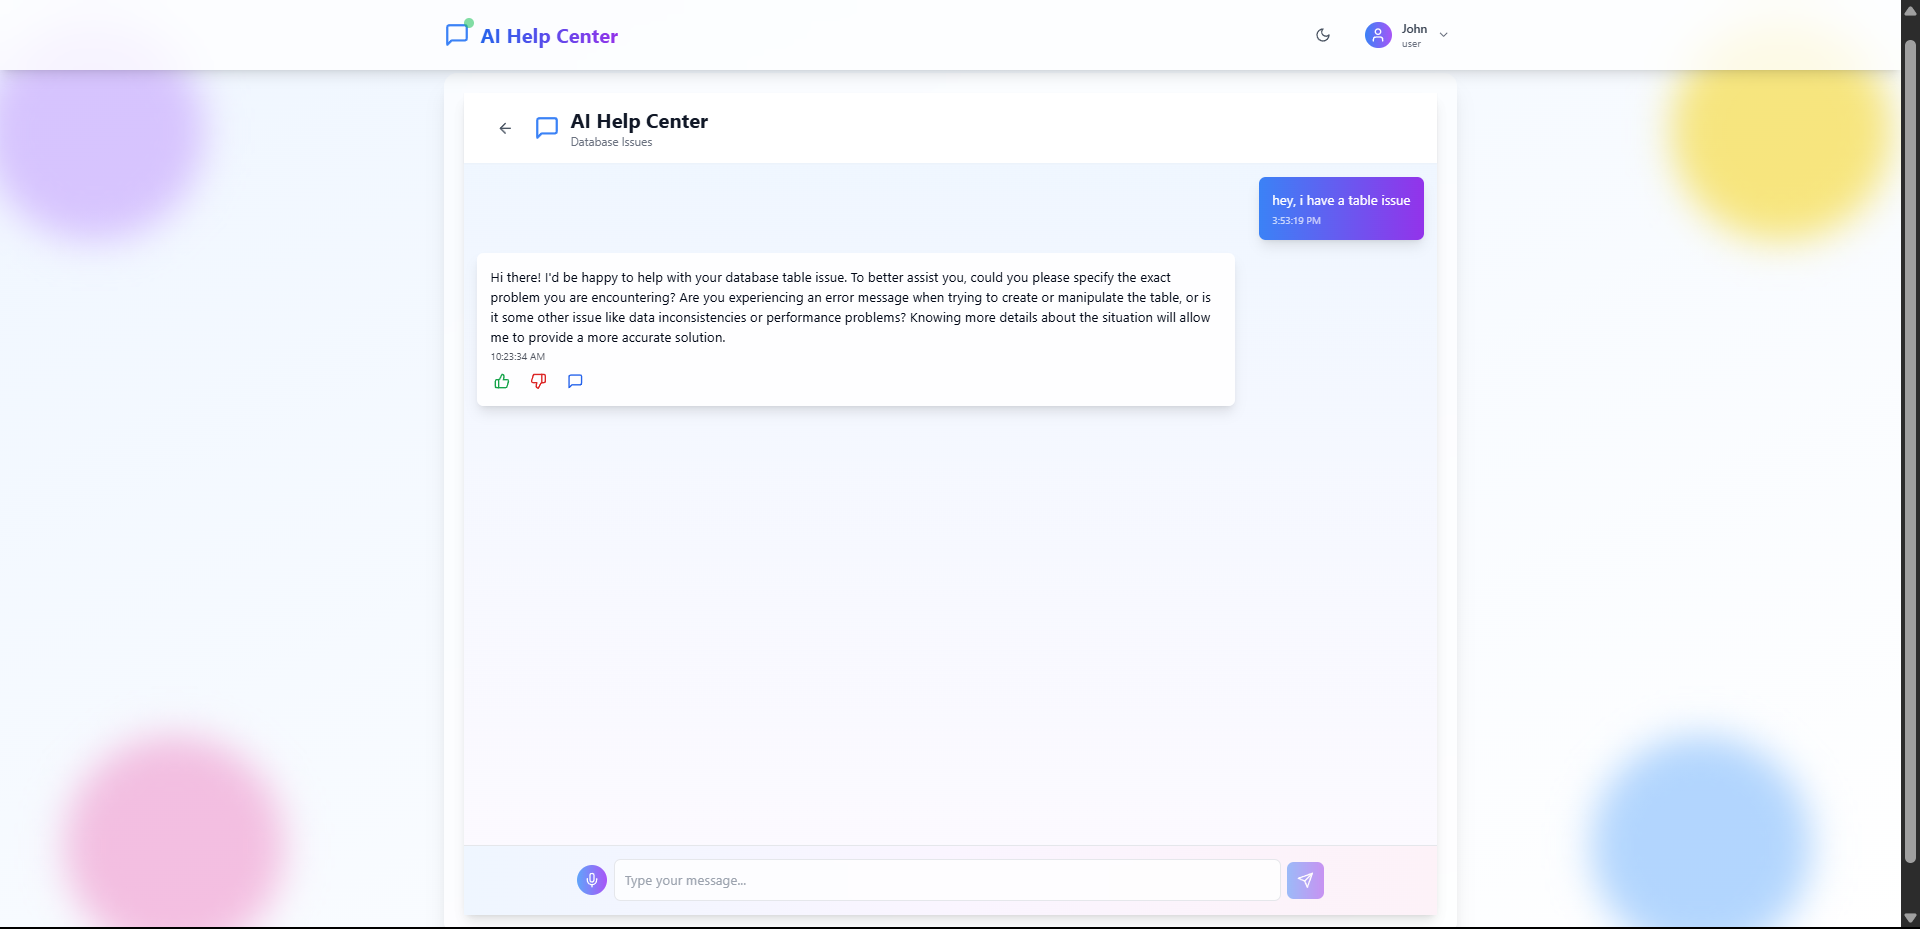 AI Help Center
John
user
AI Help Center
Database Issues
hey, i have a table issue
3:53:19 PM
Hi there! I'd be happy to help with your database table issue. To better assist you, could you please specify the exact
problem you are encountering? Are you experiencing an error message when trying to create or manipulate the table, or is
it some other issue like data inconsistencies or performance problems? Knowing more details about the situation will allow
me to provide a more accurate solution.
10:23:34 AM
Type your message...